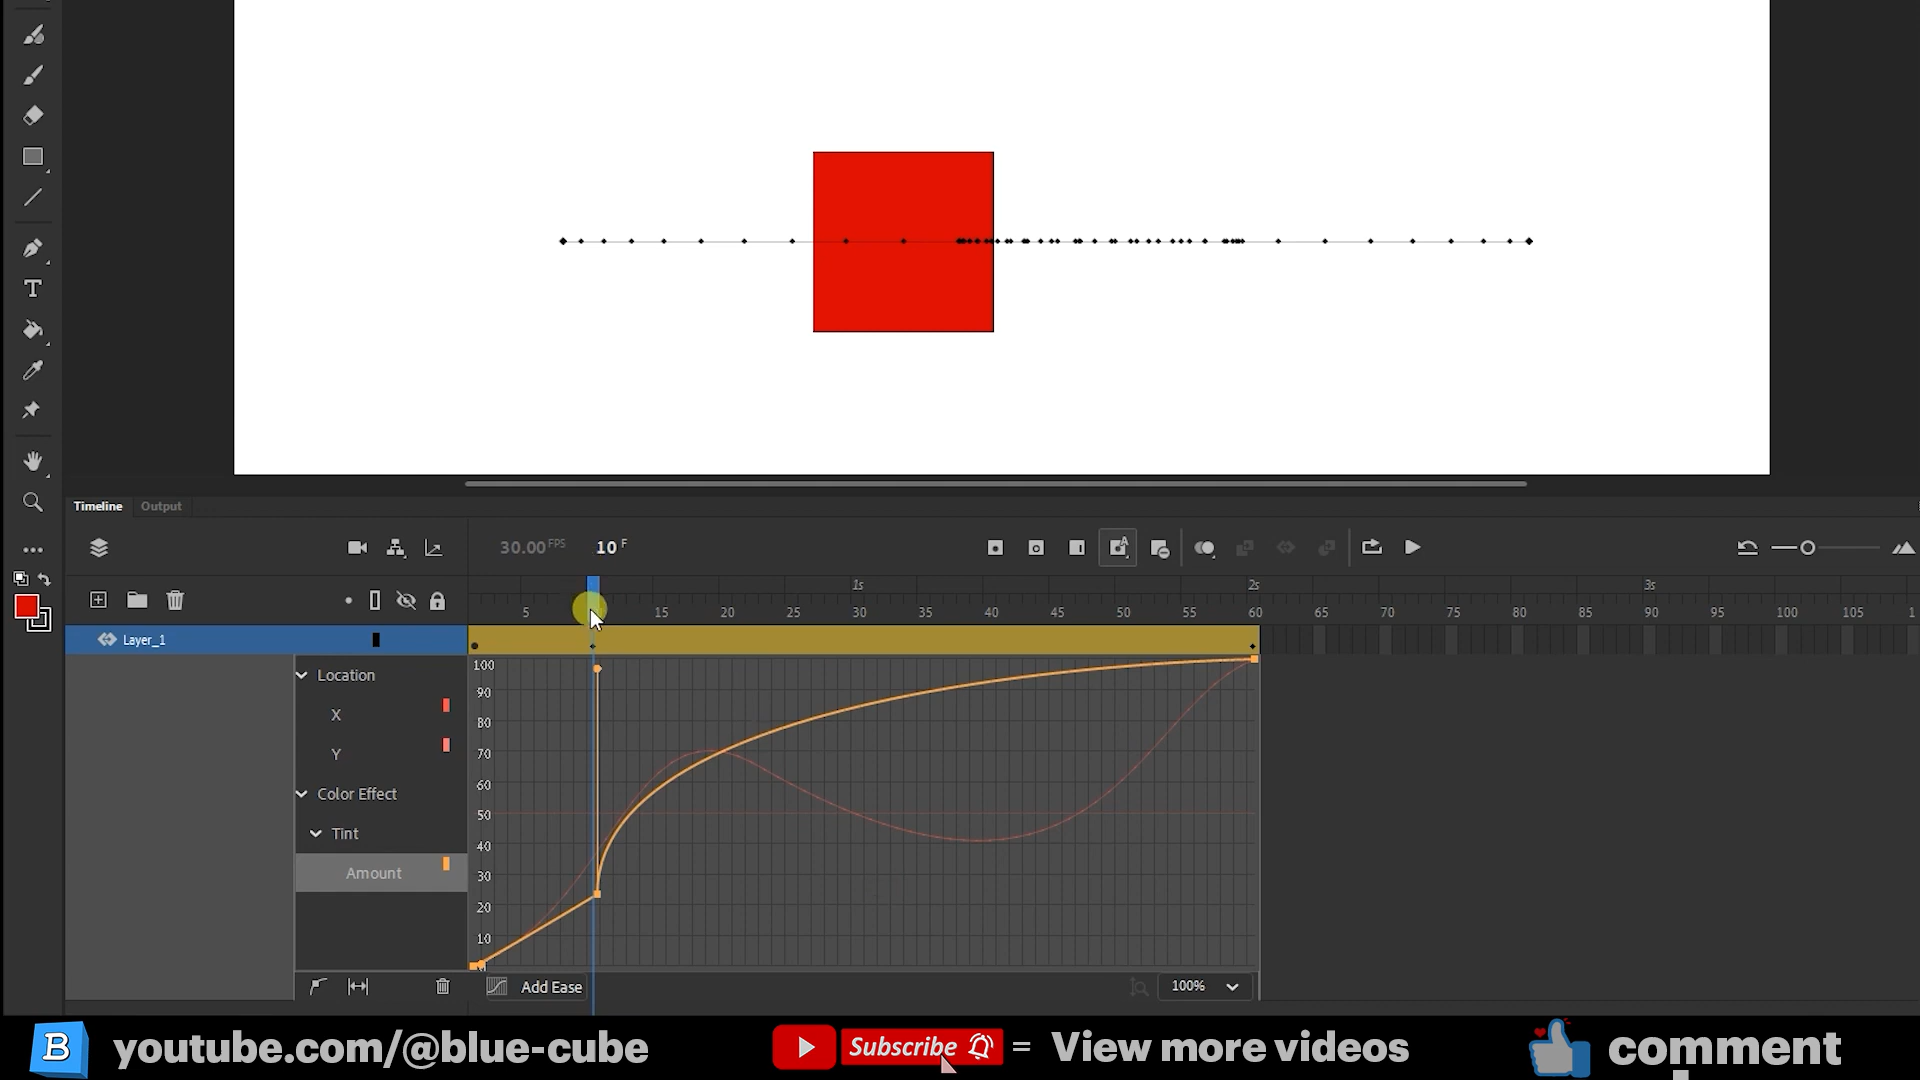 T
Timeline Output
30.00 FPS 10 F
1s 2s 3s
5 15 20 25 30 35 40 45 50 55 60 65 70 75 80 85 90 95 100 105 1
Layer_1
Location
X
Y
Color Effect
Tint
Amount
100
90
80
70
60
50
40
30
20
10
Add Ease
100%
B youtube.com/@blue-cube Subscribe = View more videos comment